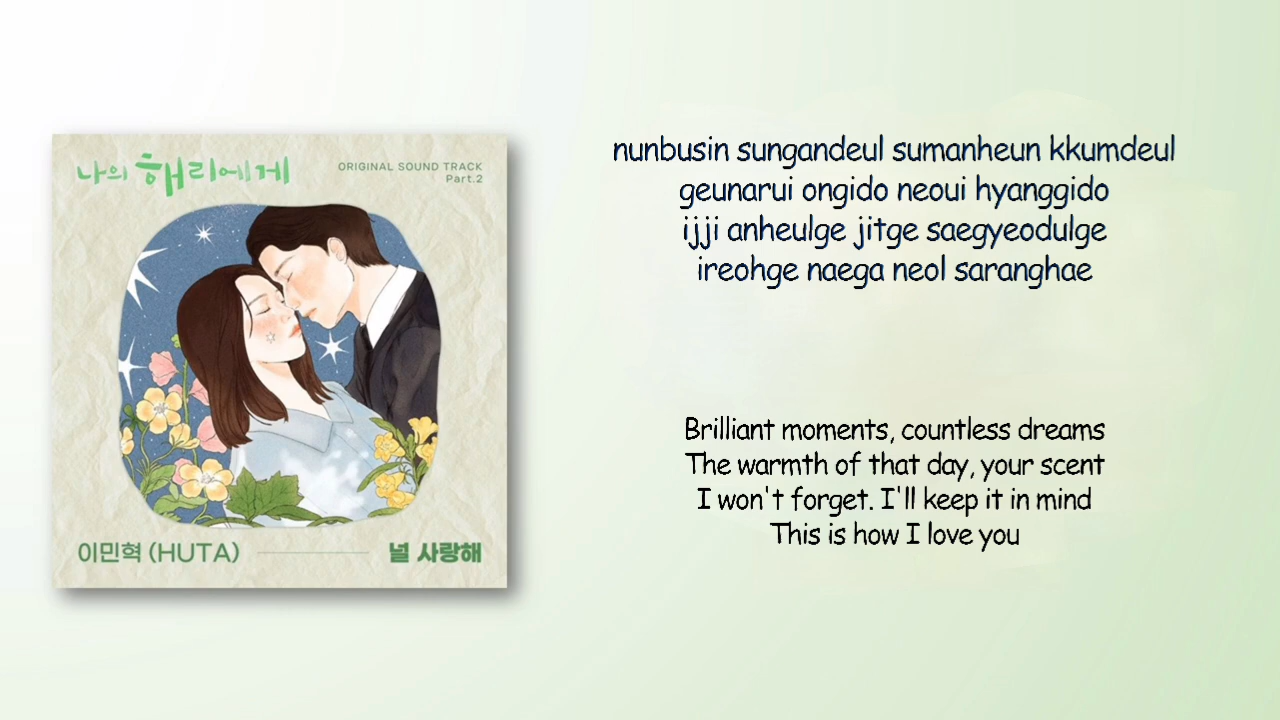 나의 해리에게
ORIGINAL SOUND TRACK
Part.2
이민혁 (HUTA)
널 사랑해
nunbusin sungandeul sumanheun kkumdeul
geunarui ongido neoui hyanggido
ijji anheulge jitge saegyeodulge
ireohge naega neol saranghae
Brilliant moments, countless dreams
The warmth of that day, your scent
I won't forget. I'll keep it in mind
This is how I love you